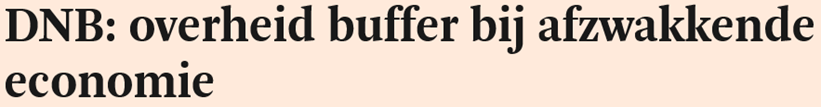 DNB: overheid buffer bij afzwakkende
economie